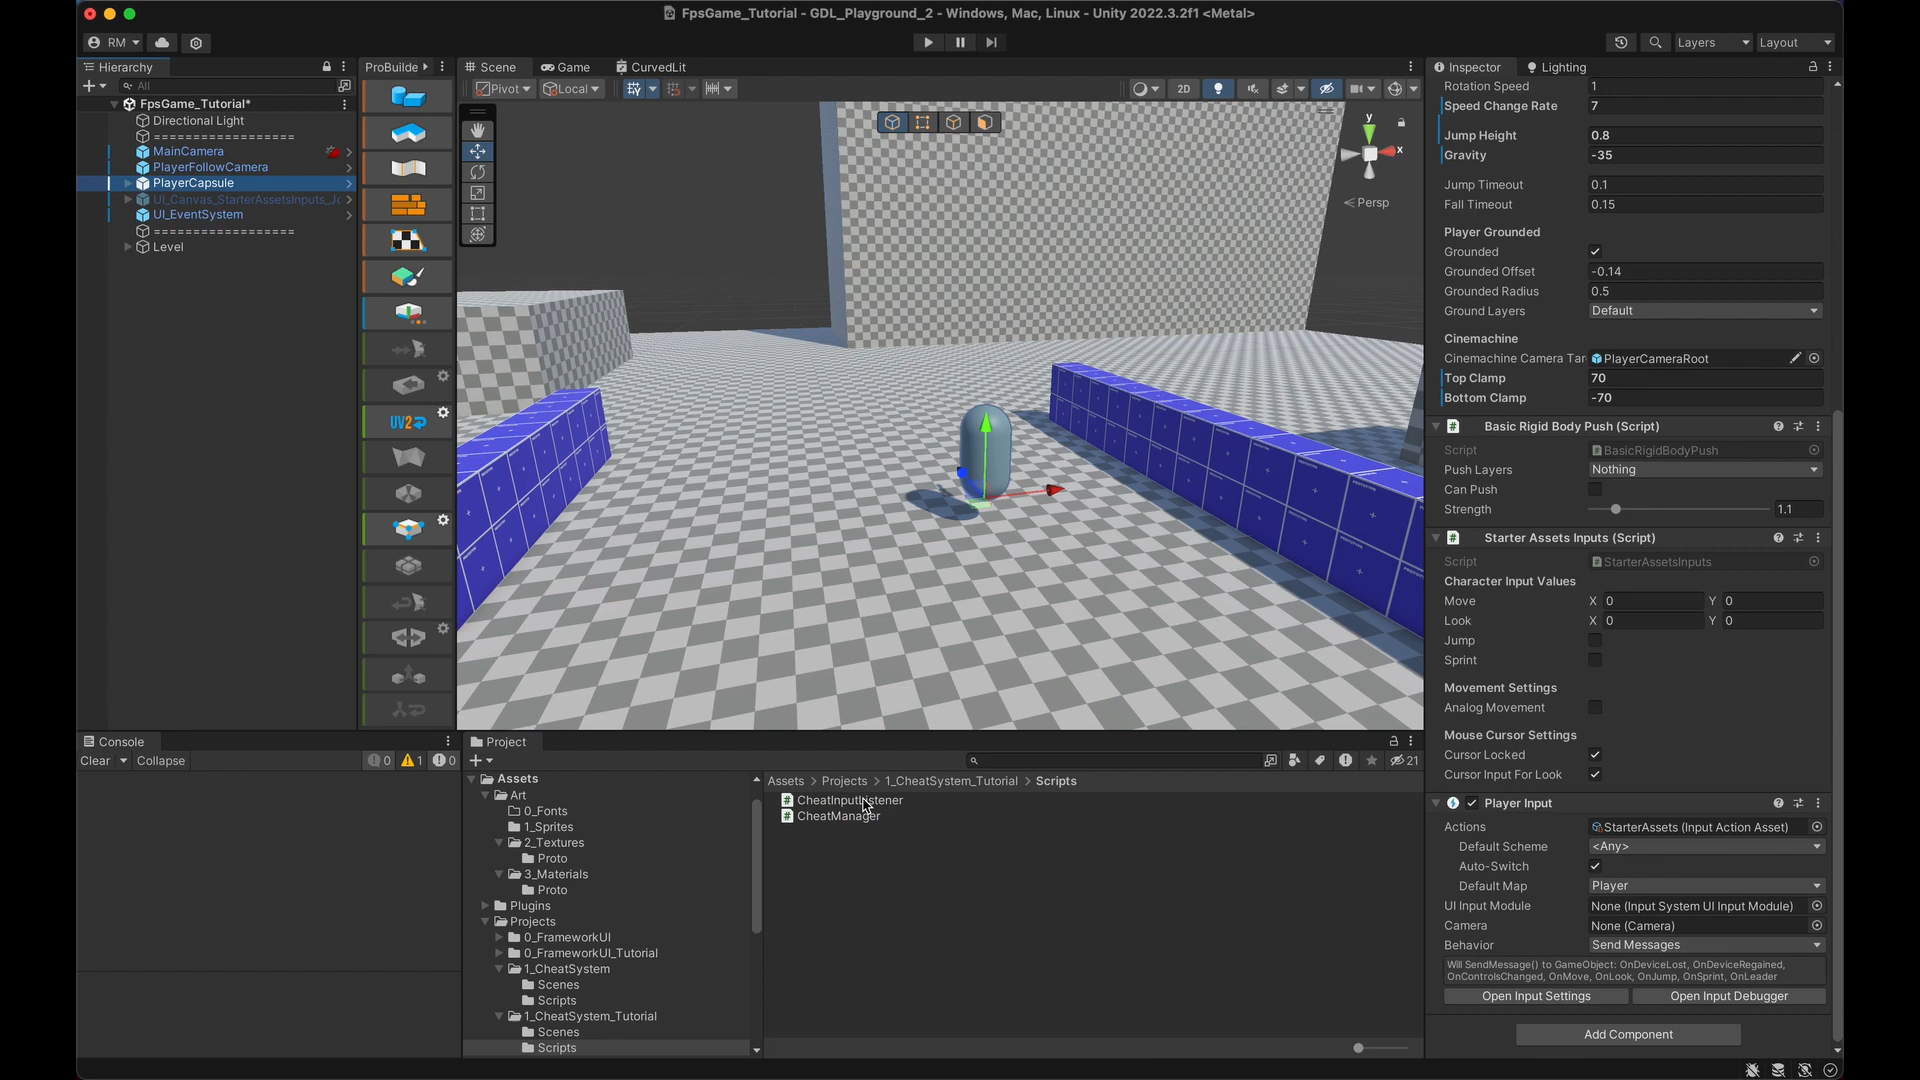 FpsGame_Tutorial - GDL_Playground_2 - Windows, Mac, Linux - Unity 2022.3.2f1 <Metal>
RM
Layers
Layout
Hierarchy
All
FpsGame_Tutorial*
Directional Light
==================
MainCamera
PlayerFollowCamera
PlayerCapsule
UI_Canvas_StarterAssetsInputs_Jo
UI_EventSystem
==================
Level
ProBuilde
UV2
Scene
Game
CurvedLit
Pivot
Local
2D
y
x
Persp
Inspector
Lighting
Rotation Speed 1
Speed Change Rate 7
Jump Height 0.8
Gravity -35
Jump Timeout 0.1
Fall Timeout 0.15
Player Grounded
Grounded
Grounded Offset -0.14
Grounded Radius 0.5
Ground Layers Default
Cinemachine
Cinemachine Camera Tar PlayerCameraRoot
Top Clamp 70
Bottom Clamp -70
# Basic Rigid Body Push (Script)
Script BasicRigidBodyPush
Push Layers Nothing
Can Push
Strength 1.1
# Starter Assets Inputs (Script)
Script StarterAssetsInputs
Character Input Values
Move X 0 Y 0
Look X 0 Y 0
Jump
Sprint
Movement Settings
Analog Movement
Mouse Cursor Settings
Cursor Locked
Cursor Input For Look
Player Input
Actions StarterAssets (Input Action Asset)
Default Scheme <Any>
Auto-Switch
Default Map Player
UI Input Module None (Input System UI Input Module)
Camera None (Camera)
Behavior Send Messages
Will SendMessage() to GameObject: OnDeviceLost, OnDeviceRegained,
OnControlsChanged, OnMove, OnLook, OnJump, OnSprint, OnLeader
Open Input Settings Open Input Debugger
Add Component
Console
Clear Collapse 0 1 0
Project
21
Assets
Art
0_Fonts
1_Sprites
2_Textures
Proto
3_Materials
Proto
Plugins
Projects
0_FrameworkUI
0_FrameworkUI_Tutorial
1_CheatSystem
Scenes
Scripts
1_CheatSystem_Tutorial
Scenes
Scripts
Assets > Projects > 1_CheatSystem_Tutorial > Scripts
# CheatInputListener
# CheatManager